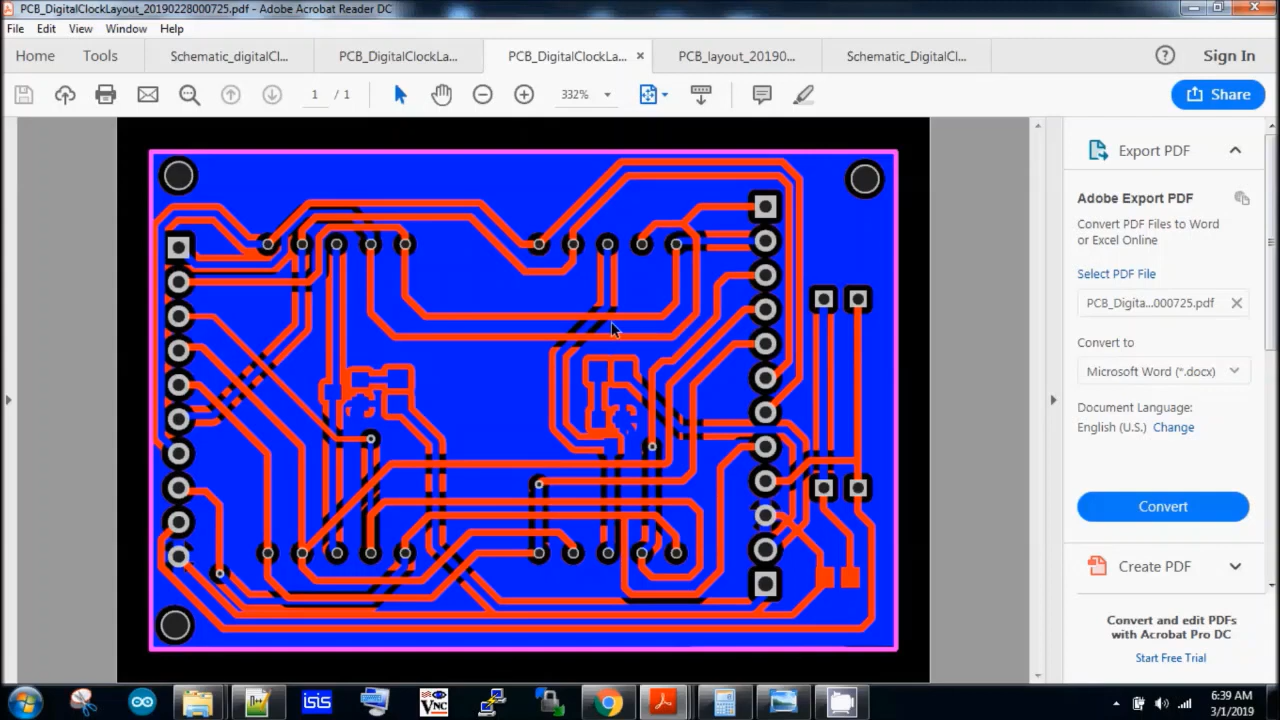 PCB_DigitalClockLayout_20190228000725.pdf - Adobe Acrobat Reader DC
File Edit View Window Help
Home Tools Schematic_digitalCl... PCB_DigitalClockLa... PCB_DigitalClockLa... × PCB_layout_20190... Schematic_DigitalCl... ? Sign In
1 / 1 332% Share
Export PDF
Adobe Export PDF
Convert PDF Files to Word
or Excel Online
Select PDF File
PCB_Digita...000725.pdf
Convert to
Microsoft Word (*.docx)
Document Language:
English (U.S.) Change
Convert
Create PDF
Convert and edit PDFs
with Acrobat Pro DC
Start Free Trial
isis
VNC
6:39 AM
3/1/2019